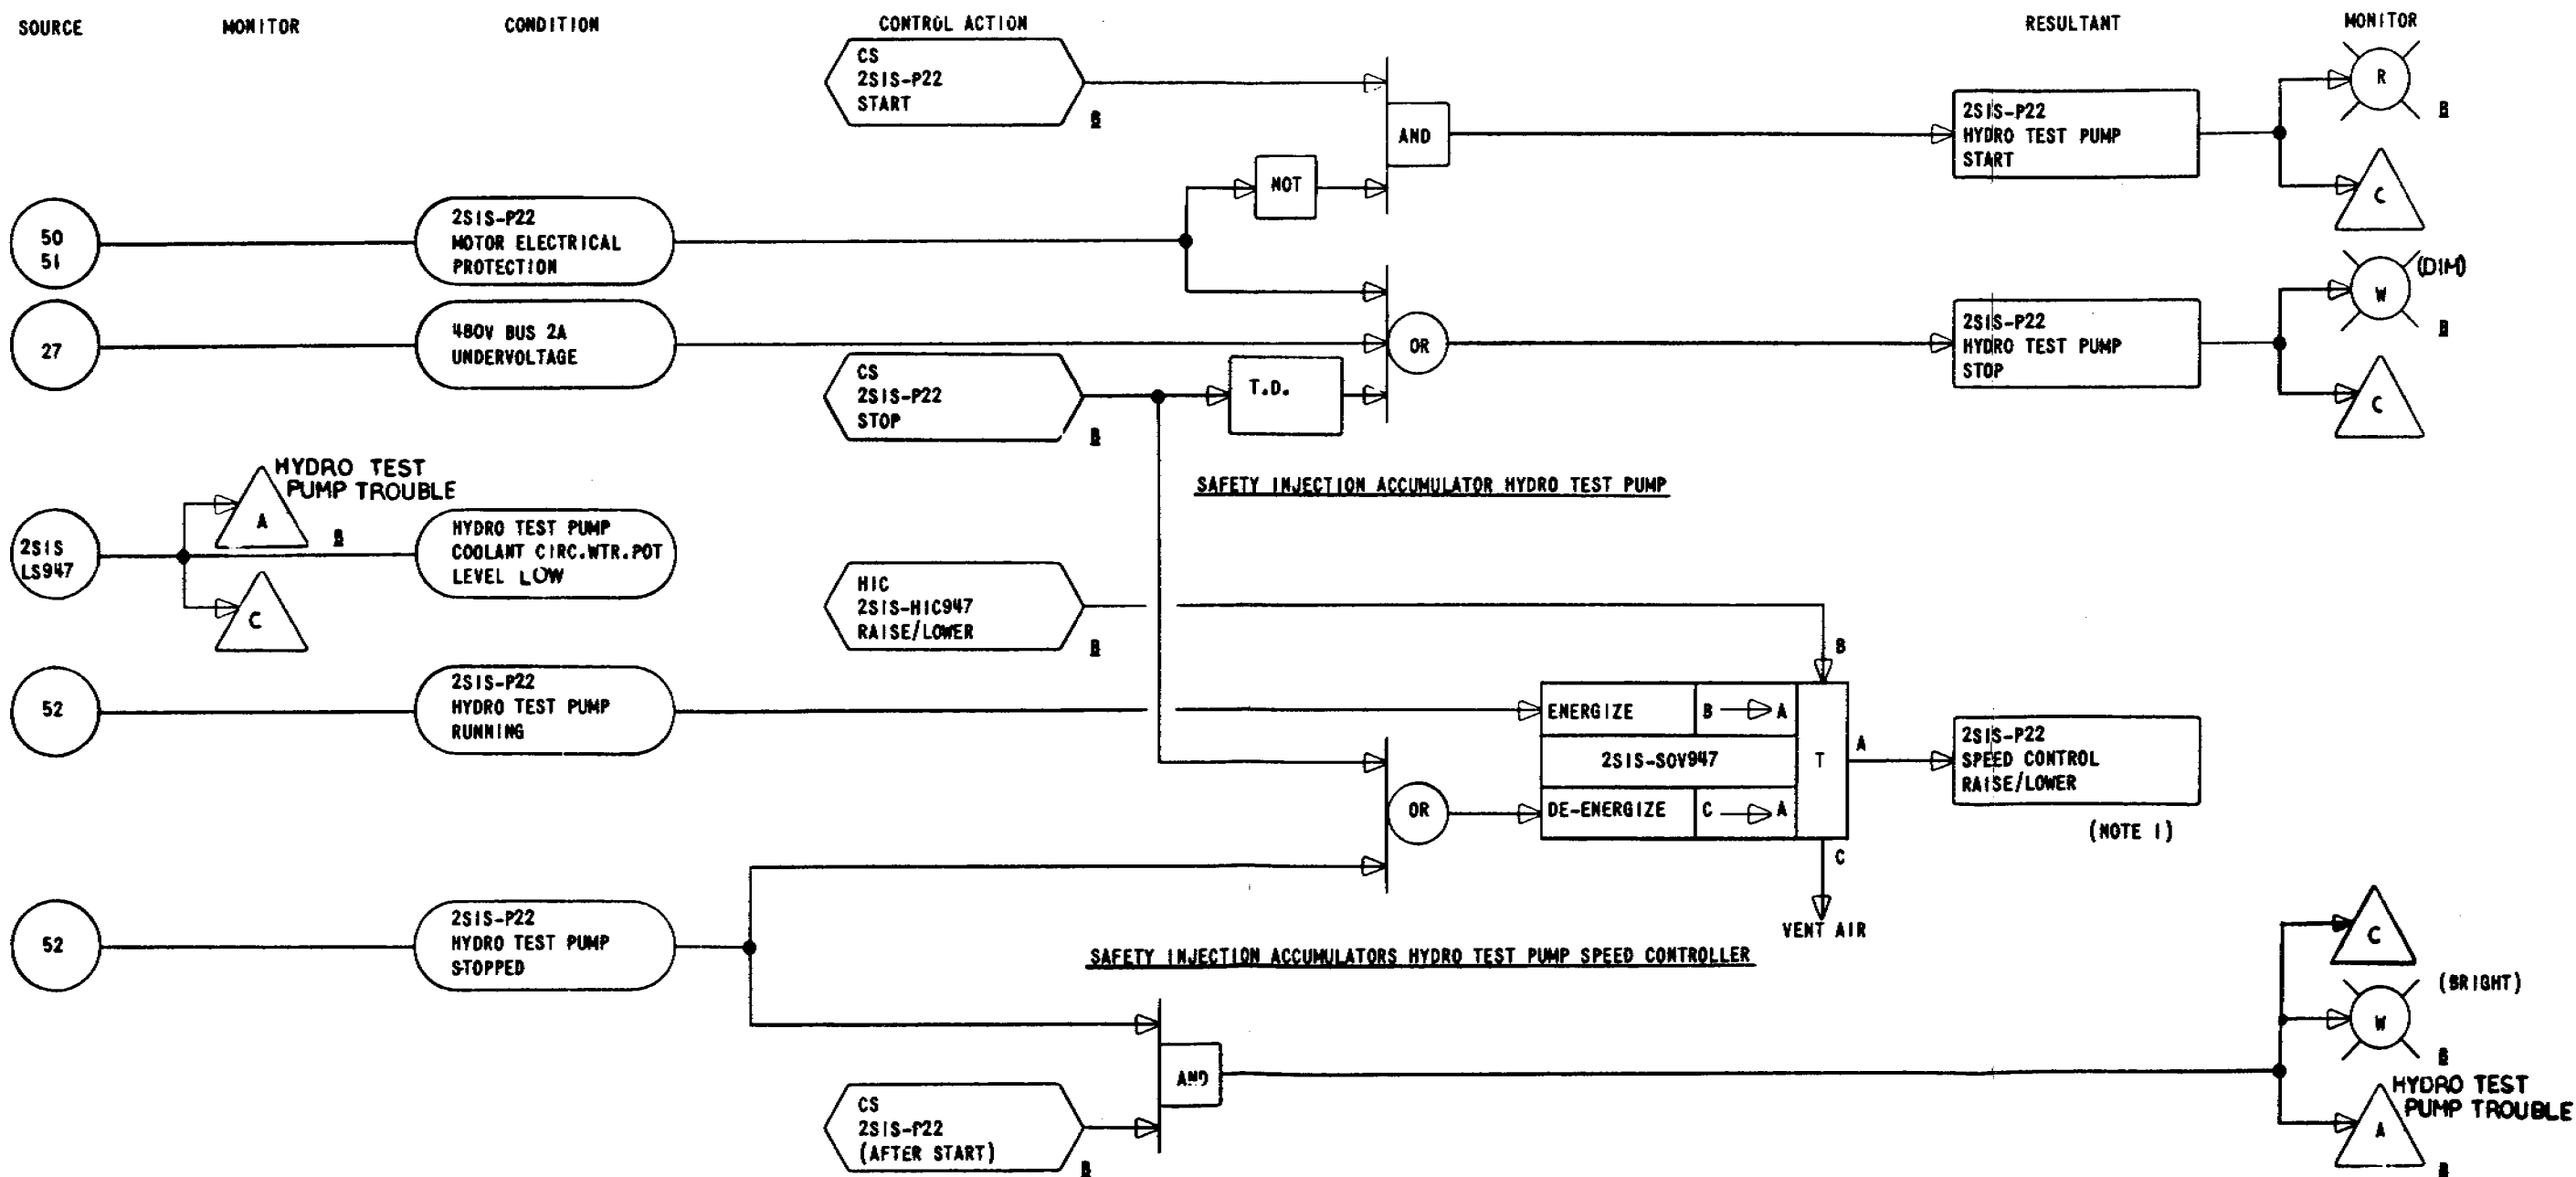 SOURCE
MONITOR
CONDITION
CONTROL ACTION
RESULTANT
MONITOR
CS
2SIS-P22
START
B
AND
2SIS-P22
HYDRO TEST PUMP
START
R
B
C
NOT
50
51
2SIS-P22
MOTOR ELECTRICAL
PROTECTION
27
480V BUS 2A
UNDERVOLTAGE
CS
2SIS-P22
STOP
B
T.D.
OR
2SIS-P22
HYDRO TEST PUMP
STOP
(DIM)
W
B
C
SAFETY INJECTION ACCUMULATOR HYDRO TEST PUMP
HYDRO TEST
PUMP TROUBLE
A
B
2SIS
LS947
C
HYDRO TEST PUMP
COOLANT CIRC.WTR.POT
LEVEL LOW
HIC
2SIS-HIC947
RAISE/LOWER
B
B
52
2SIS-P22
HYDRO TEST PUMP
RUNNING
ENERGIZE
B
A
2SIS-SOV947
T
DE-ENERGIZE
C
A
A
C
VENT AIR
2SIS-P22
SPEED CONTROL
RAISE/LOWER
(NOTE 1)
OR
52
2SIS-P22
HYDRO TEST PUMP
STOPPED
SAFETY INJECTION ACCUMULATORS HYDRO TEST PUMP SPEED CONTROLLER
AND
CS
2SIS-P22
(AFTER START)
B
C
(BRIGHT)
W
B
HYDRO TEST
PUMP TROUBLE
A
B